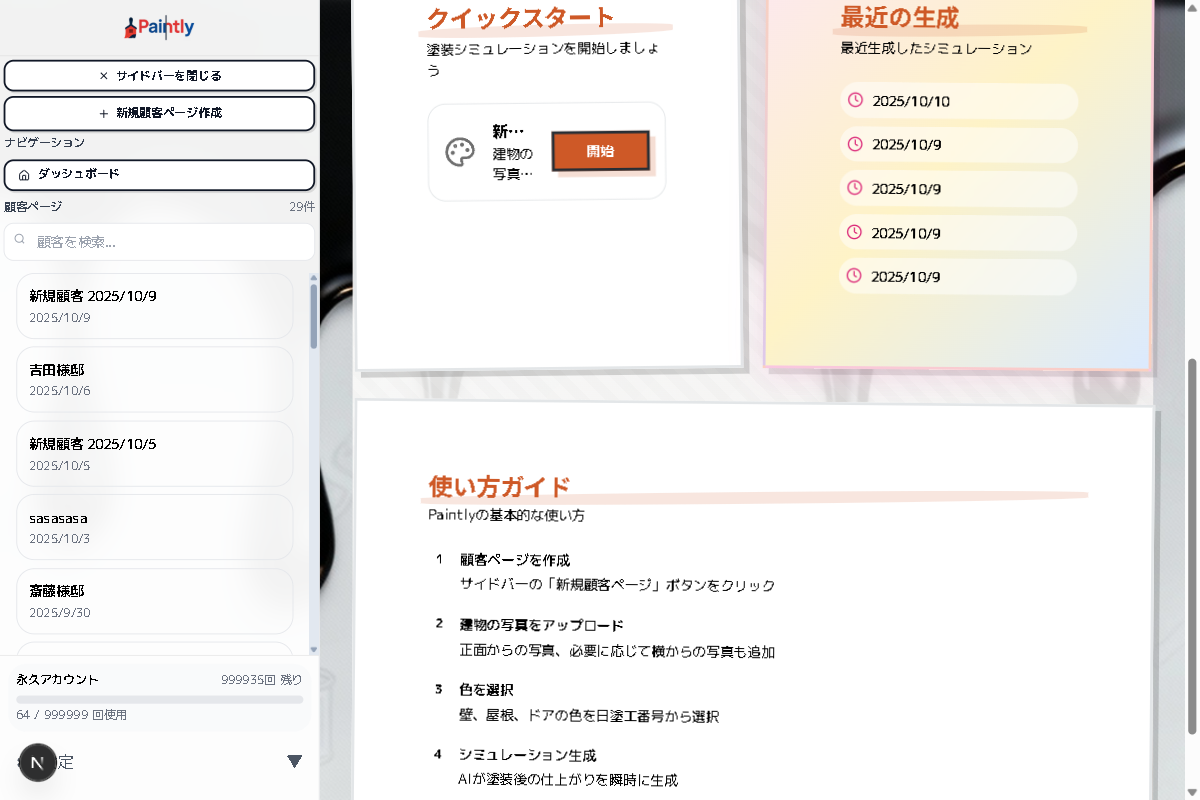 Paintly
× サイドバーを閉じる
+ 新規顧客ページ作成
ナビゲーション
ダッシュボード
顧客ページ 29件
顧客を検索...
新規顧客 2025/10/9
2025/10/9
吉田様邸
2025/10/6
新規顧客 2025/10/5
2025/10/5
sasasasa
2025/10/3
斎藤様邸
2025/9/30
永久アカウント 999935回 残り
64 / 999999 回使用
N
定 ▼
クイックスタート
塗装シミュレーションを開始しましょ
う
新…
建物の
写真…
開始
最近の生成
最近生成したシミュレーション
2025/10/10
2025/10/9
2025/10/9
2025/10/9
2025/10/9
使い方ガイド
Paintlyの基本的な使い方
1 顧客ページを作成
サイドバーの「新規顧客ページ」ボタンをクリック
2 建物の写真をアップロード
正面からの写真、必要に応じて横からの写真も追加
3 色を選択
壁、屋根、ドアの色を日塗工番号から選択
4 シミュレーション生成
AIが塗装後の仕上がりを瞬時に生成